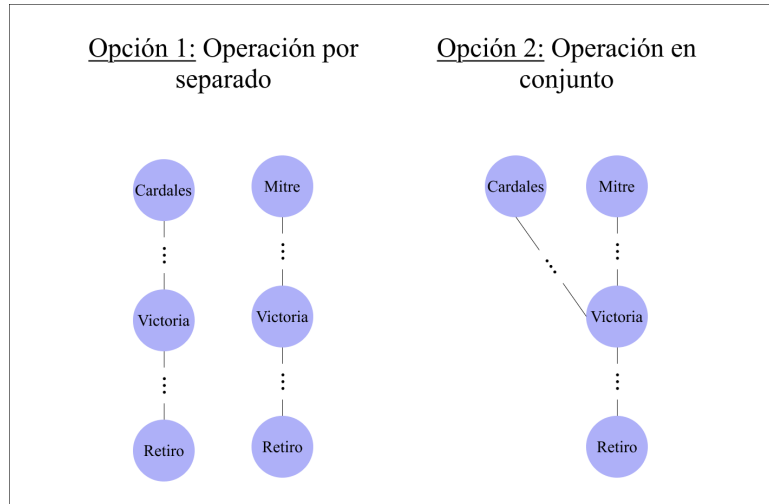 Opción 1: Operación por
separado
Opción 2: Operación en
conjunto
Cardales
Mitre
Victoria
Victoria
Retiro
Retiro
Cardales
Mitre
Victoria
Retiro